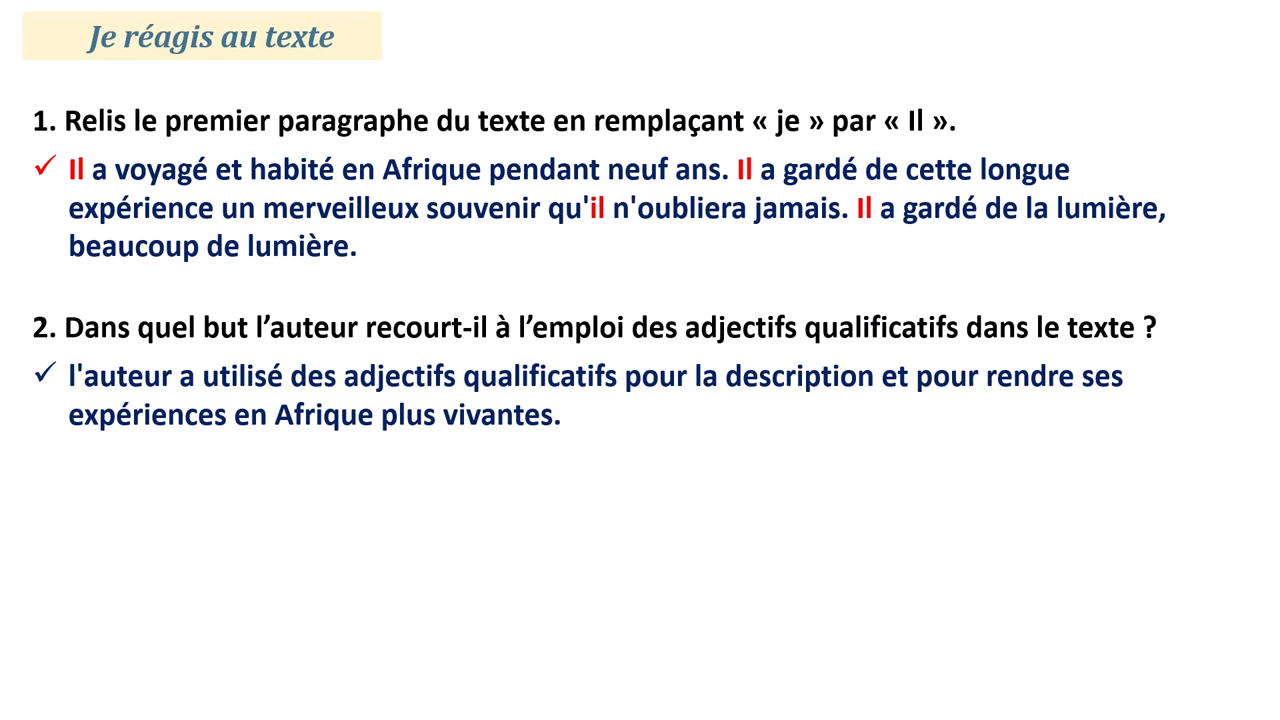 Je réagis au texte
1. Relis le premier paragraphe du texte en remplaçant « je » par « Il ».
✓ Il a voyagé et habité en Afrique pendant neuf ans. Il a gardé de cette longue
expérience un merveilleux souvenir qu'il n'oubliera jamais. Il a gardé de la lumière,
beaucoup de lumière.
2. Dans quel but l’auteur recourt-il à l’emploi des adjectifs qualificatifs dans le texte ?
✓ l'auteur a utilisé des adjectifs qualificatifs pour la description et pour rendre ses
expériences en Afrique plus vivantes.